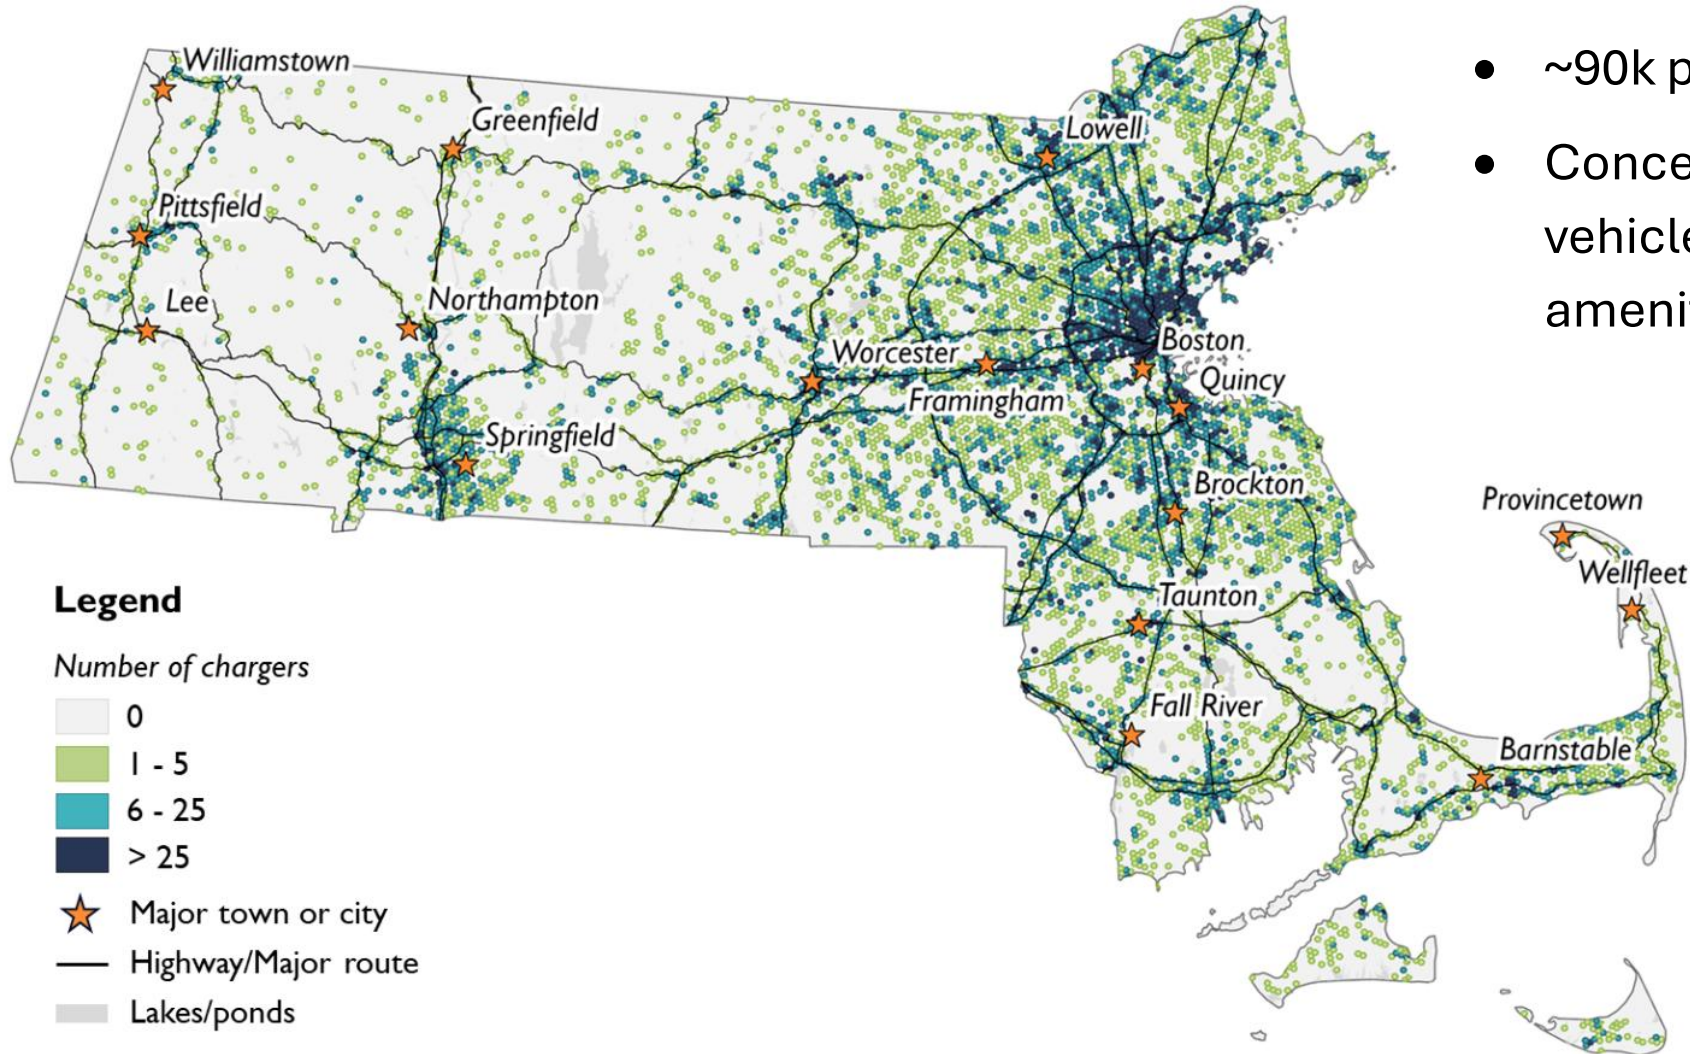 Williamstown
Greenfield
Lowell
Pittsfield
Lee
Northampton
Worcester
Boston
Quincy
Framingham
Springfield
Brockton
Provincetown
Wellfleet
Taunton
Fall River
Barnstable
Legend
Number of chargers
0
1 - 5
6 - 25
> 25
Major town or city
Highway/Major route
Lakes/ponds
• ~90k p
• Conce
vehicle
ameni